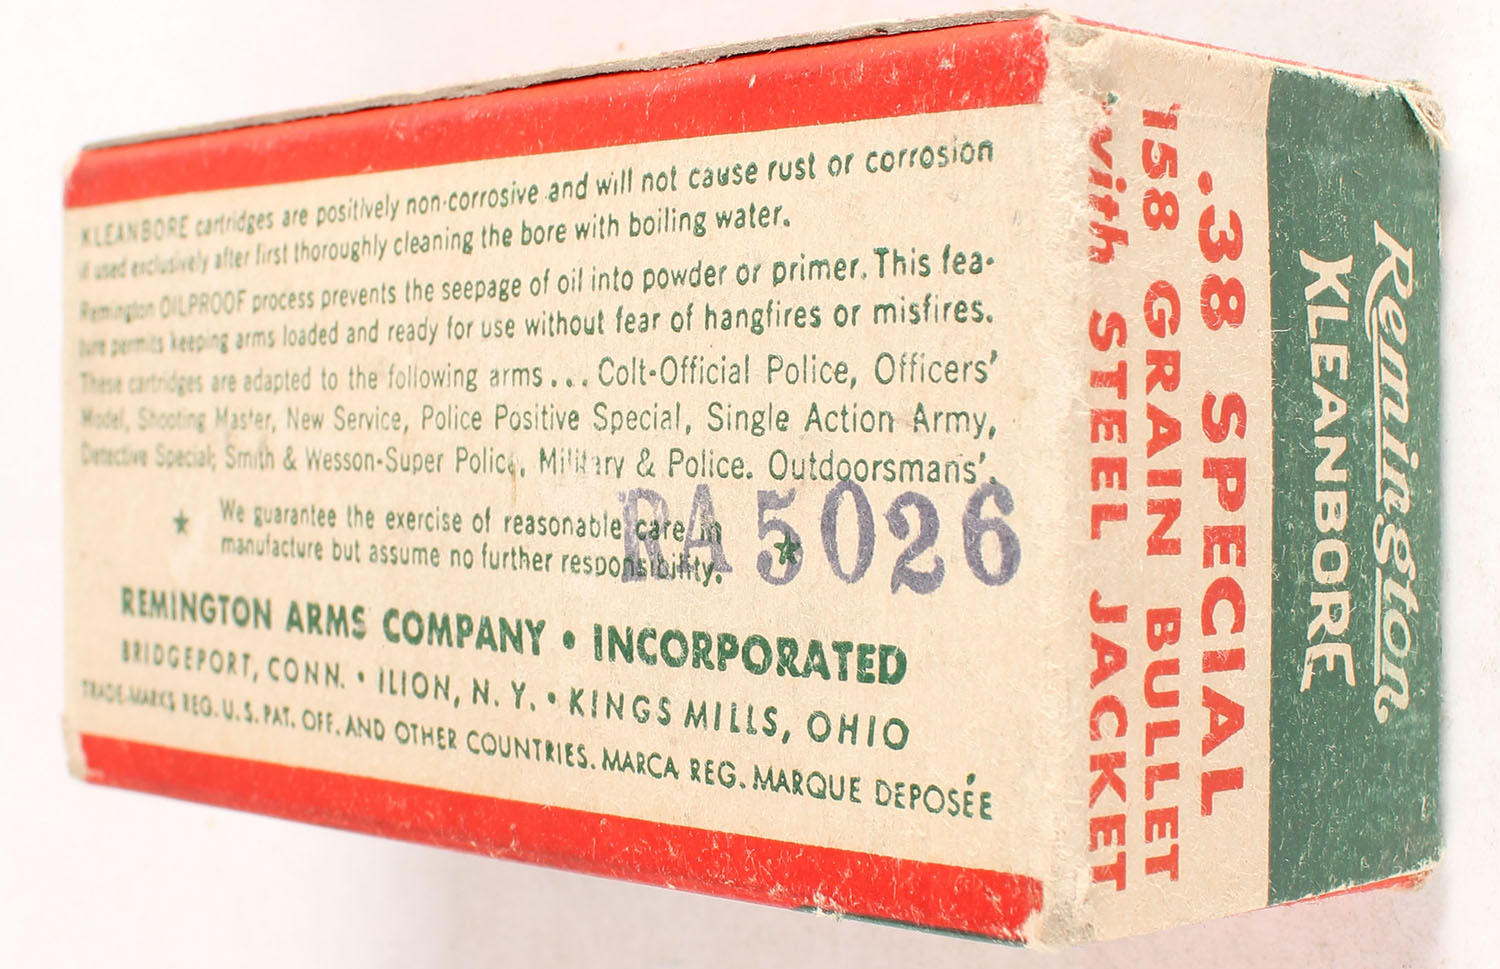 KLEANBORE cartridges are positively non-corrosive and will not cause rust or corrosion
if used exclusively after first thoroughly cleaning the bore with boiling water.
Remington OILPROOF process prevents the seepage of oil into powder or primer. This fea-
ture permits keeping arms loaded and ready for use without fear of hangfires or misfires.
These cartridges are adapted to the following arms... Colt-Official Police, Officers'
Model, Shooting Master, New Service, Police Positive Special, Single Action Army,
Detective Special; Smith & Wesson-Super Police, Military & Police. Outdoorsmans'.
RA 5026
★ We guarantee the exercise of reasonable care in ★
manufacture but assume no further responsibility.
REMINGTON ARMS COMPANY • INCORPORATED
BRIDGEPORT, CONN. • ILION, N. Y. • KINGS MILLS, OHIO
TRADE-MARKS REG. U. S. PAT. OFF. AND OTHER COUNTRIES. MARCA REG. MARQUE DEPOSÉE
Remington
KLEANBORE
.38 SPECIAL
158 GRAIN BULLET
with STEEL JACKET